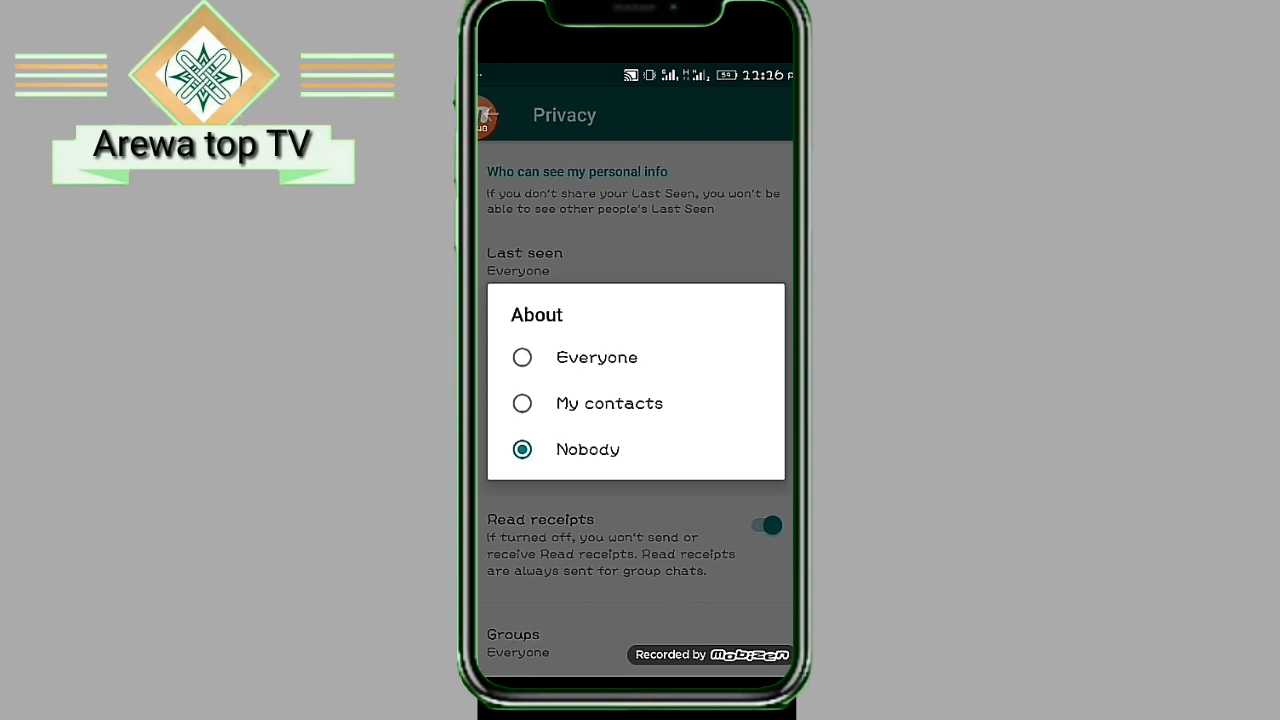 Arewa top TV
59 11:26 P
Privacy
Who can see my personal info
If you don't share your Last Seen, you won't be
able to see other people's Last Seen
Last seen
Everyone
About
Everyone
My contacts
Nobody
Read receipts
If turned off, you won't send or
receive Read receipts. Read receipts
are always sent for group chats.
Groups
Everyone
Recorded by mobizen